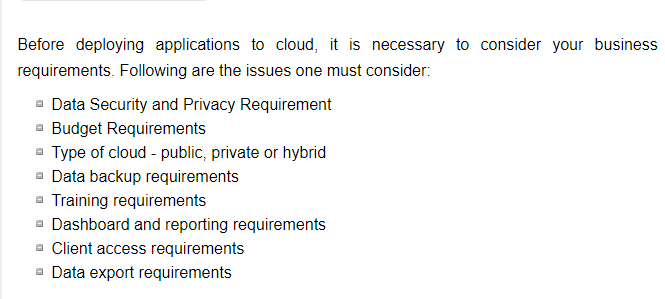 Before deploying applications to cloud, it is necessary to consider your business
requirements. Following are the issues one must consider:
Data Security and Privacy Requirement
Budget Requirements
Type of cloud - public, private or hybrid
Data backup requirements
Training requirements
Dashboard and reporting requirements
Client access requirements
Data export requirements